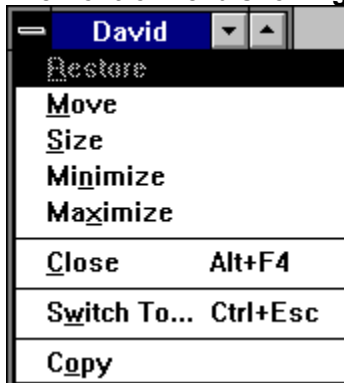 David
Restore
Move
Size
Minimize
Maximize
Close Alt+F4
Switch To... Ctrl+Esc
Copy